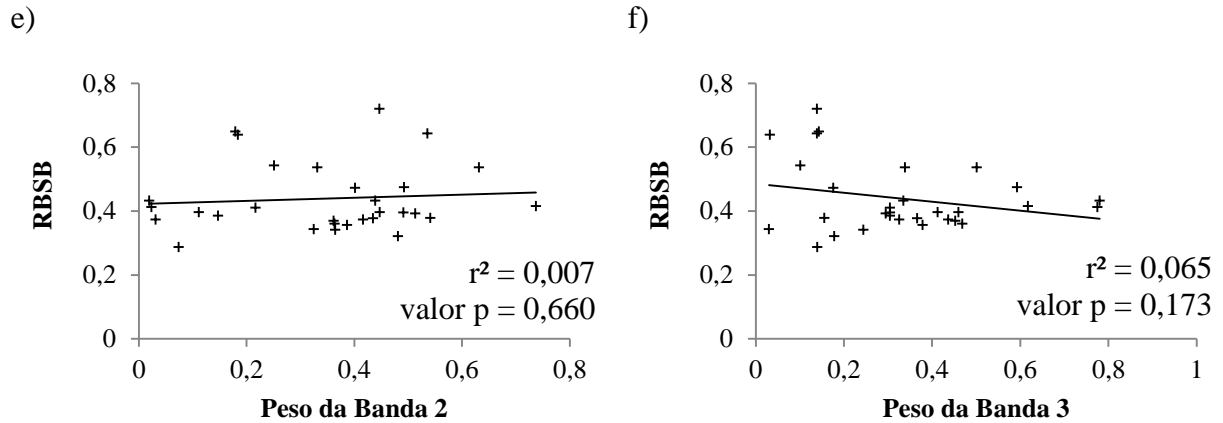 e)
0,8
0,6
0,4
0,2
0
RBSB
r² = 0,007
valor p = 0,660
0 0,2 0,4 0,6 0,8
Peso da Banda 2
f)
0,8
0,6
0,4
0,2
0
RBSB
r² = 0,065
valor p = 0,173
0 0,2 0,4 0,6 0,8 1
Peso da Banda 3